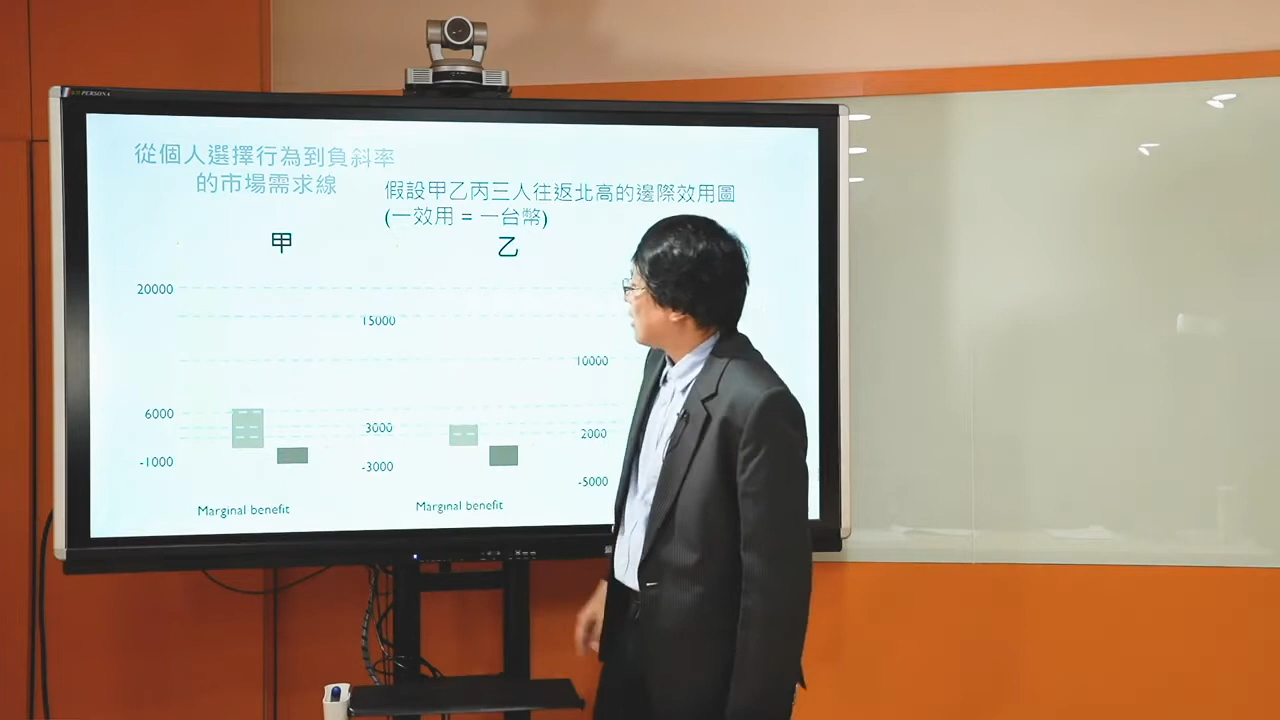 PERSONA
從個人選擇行為到負斜率
的市場需求線
假設甲乙丙三人往返北高的邊際效用圖
(一效用 = 一台幣)
甲
乙
20000
15000
10000
6000
3000
2000
-1000
-3000
-5000
Marginal benefit
Marginal benefit